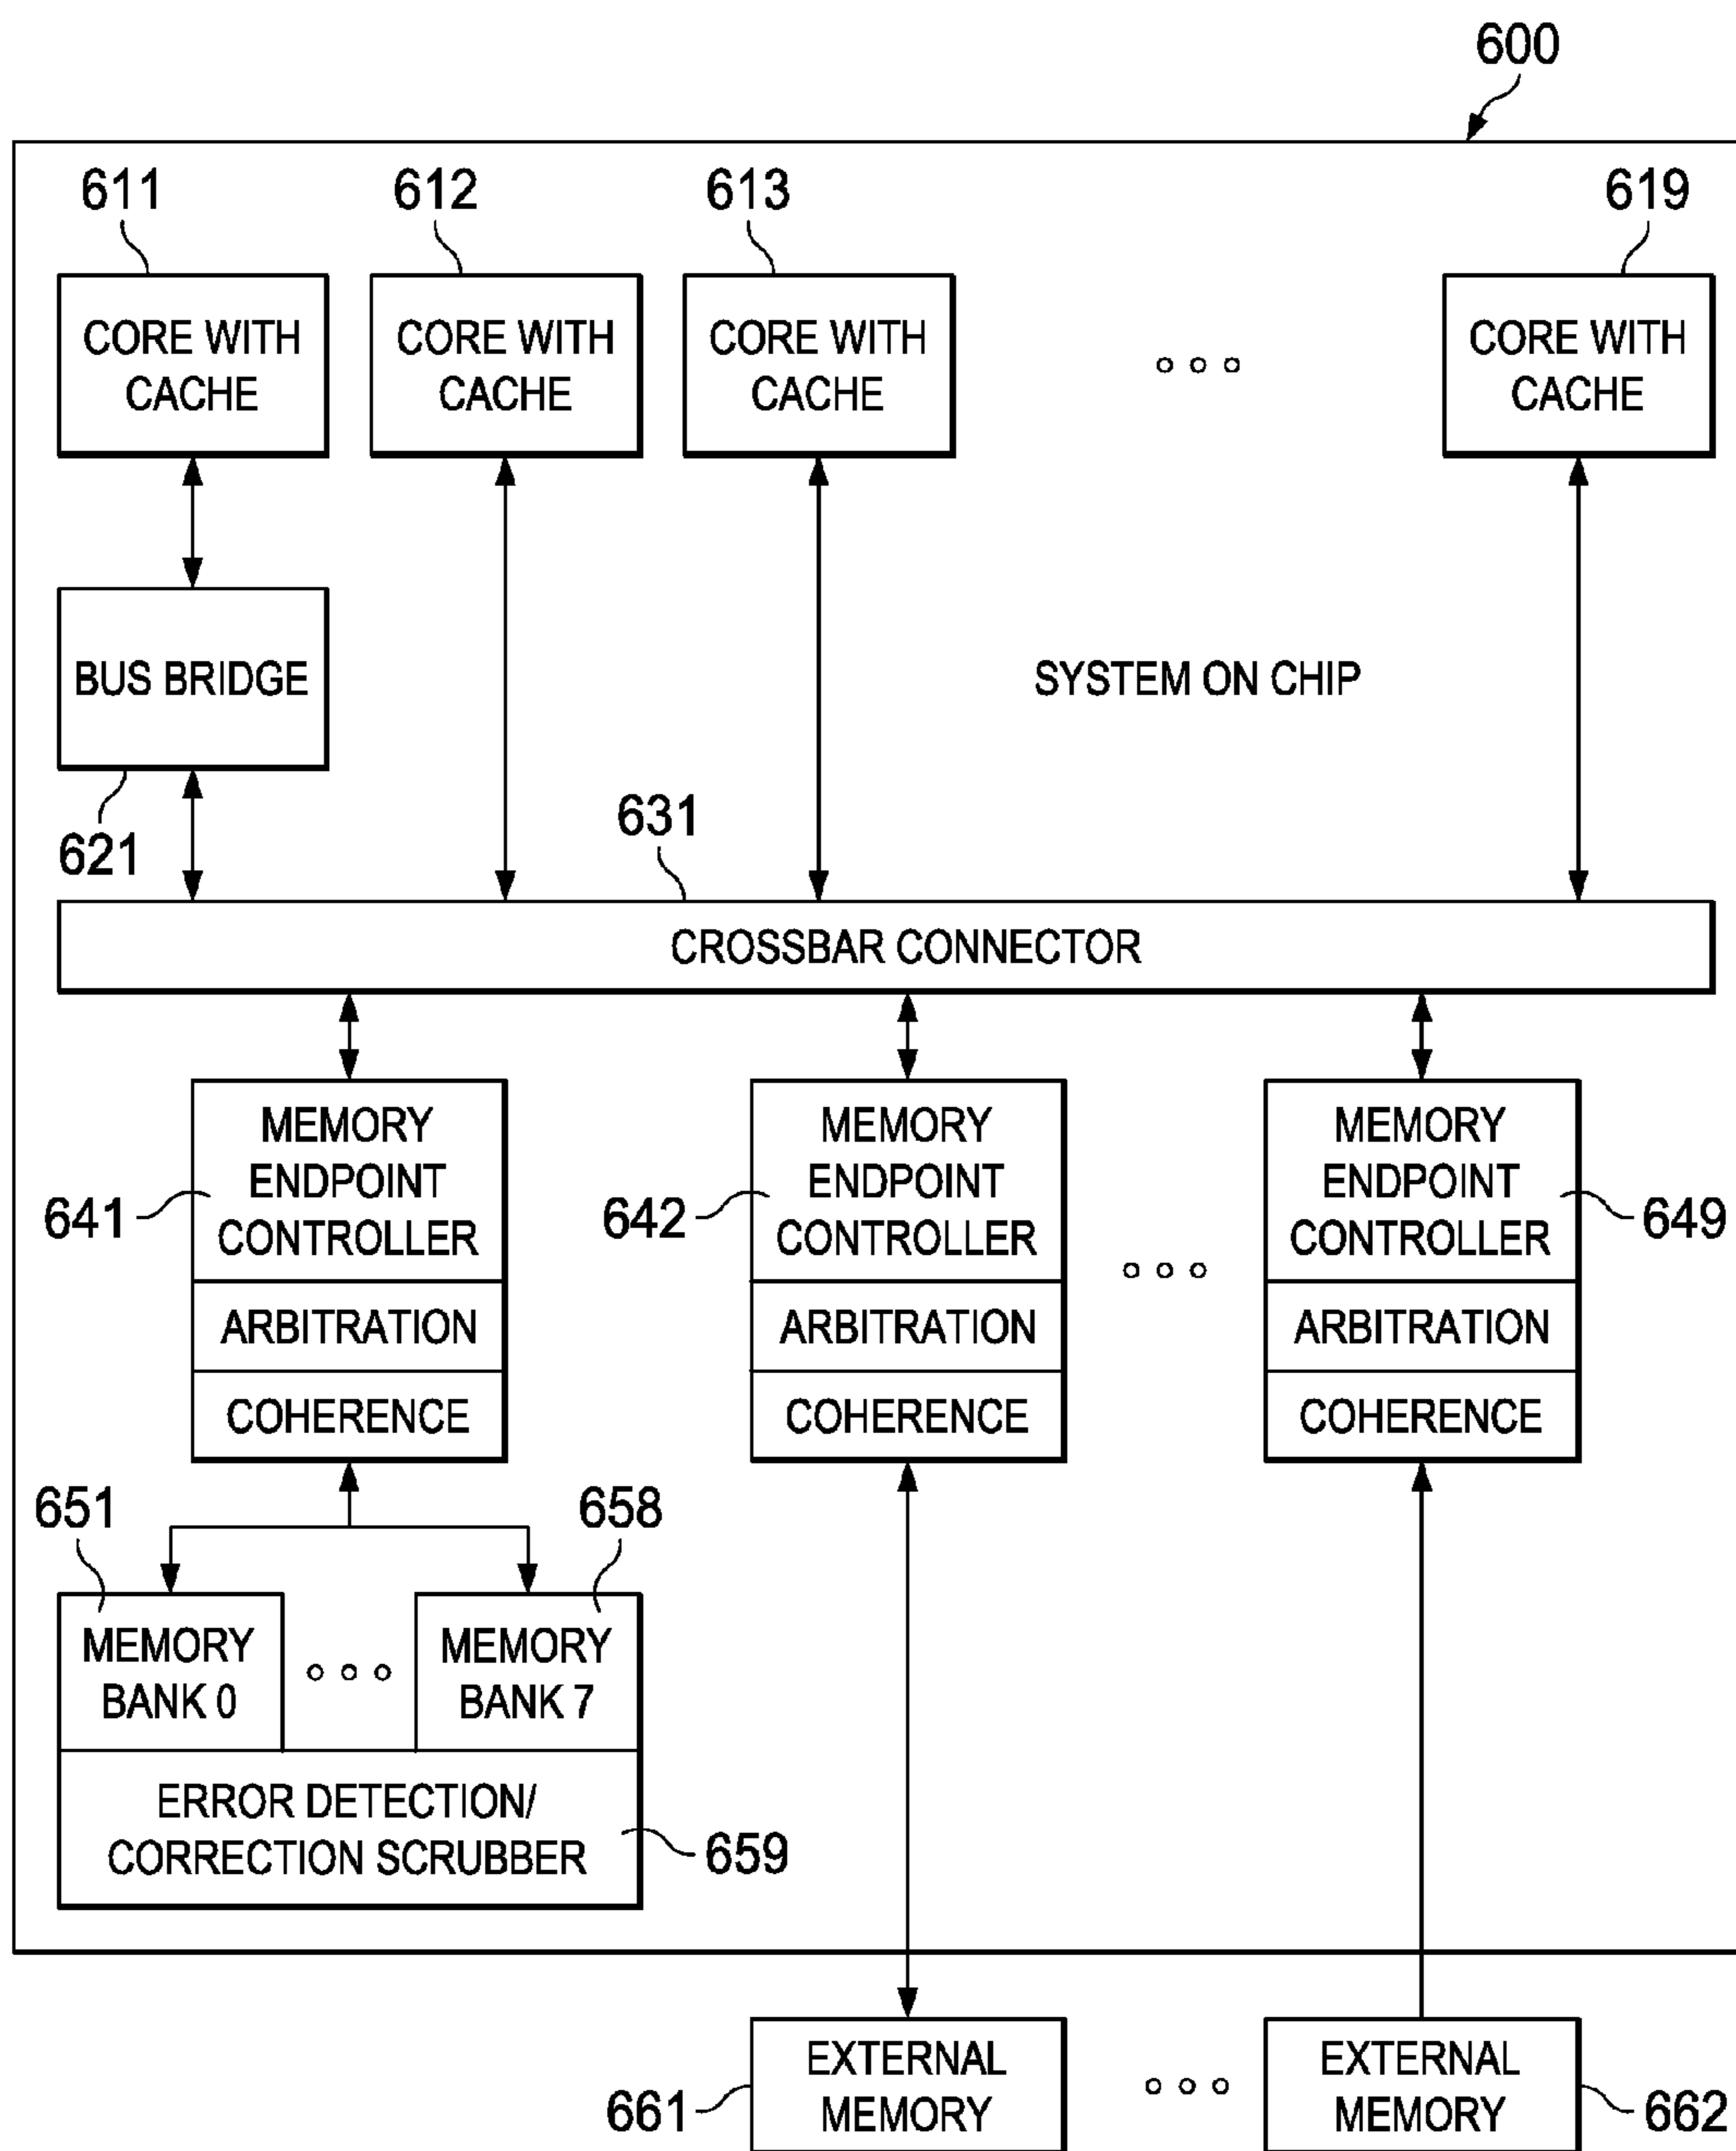 600
611
612
613
619
CORE WITH
CACHE
CORE WITH
CACHE
CORE WITH
CACHE
CORE WITH
CACHE
BUS BRIDGE
SYSTEM ON CHIP
621
631
CROSSBAR CONNECTOR
MEMORY
ENDPOINT
CONTROLLER
ARBITRATION
COHERENCE
641
MEMORY
ENDPOINT
CONTROLLER
ARBITRATION
COHERENCE
642
MEMORY
ENDPOINT
CONTROLLER
ARBITRATION
COHERENCE
649
651
658
MEMORY
BANK 0
MEMORY
BANK 7
ERROR DETECTION/
CORRECTION SCRUBBER
659
661
EXTERNAL
MEMORY
EXTERNAL
MEMORY
662